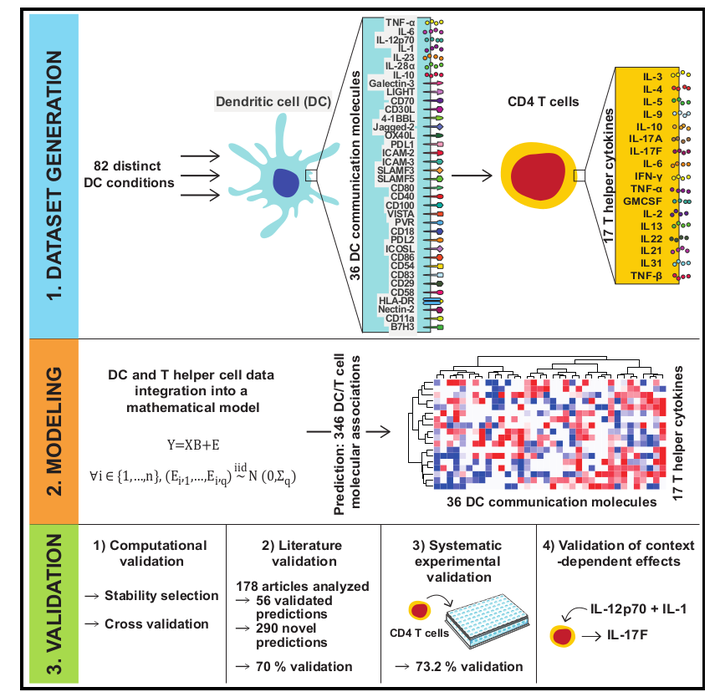 1. DATASET GENERATION
82 distinct
DC conditions
Dendritic cell (DC)
36 DC communication molecules
TNF-α
IL-6
IL-12p70
IL-1
IL-23
IL-28α
IL-10
Galectin-3
LIGHT
CD70
CD30L
4-1BBL
Jagged-2
OX40L
PDL1
ICAM-2
ICAM-3
SLAMF3
SLAMF5
CD80
CD40
CD100
VISTA
PVR
CD18
PDL2
ICOSL
CD86
CD54
CD83
CD29
CD58
HLA-DR
Nectin-2
CD11a
B7H3
CD4 T cells
17 T helper cytokines
IL-3
IL-4
IL-5
IL-9
IL-10
IL-17A
IL-17F
IL-6
IFN-γ
TNF-α
GMCSF
IL-2
IL13
IL22
IL21
IL31
TNF-β
2. MODELING
DC and T helper cell data
integration into a
mathematical model
Y=XB+E
∀i ∈ {1,...,n}, (Ei,1,...,Ei,q) iid ~ N (0,Σq)
Prediction: 346 DC/T cell
molecular associations
36 DC communication molecules
17 T helper cytokines
3. VALIDATION
1) Computational
validation
→ Stability selection
→ Cross validation
2) Literature
validation
178 articles analyzed
→ 56 validated
predictions
→ 290 novel
predictions
→ 70 % validation
3) Systematic
experimental
validation
CD4 T cells
→ 73.2 % validation
4) Validation of context
-dependent effects
IL-12p70 + IL-1
→ IL-17F